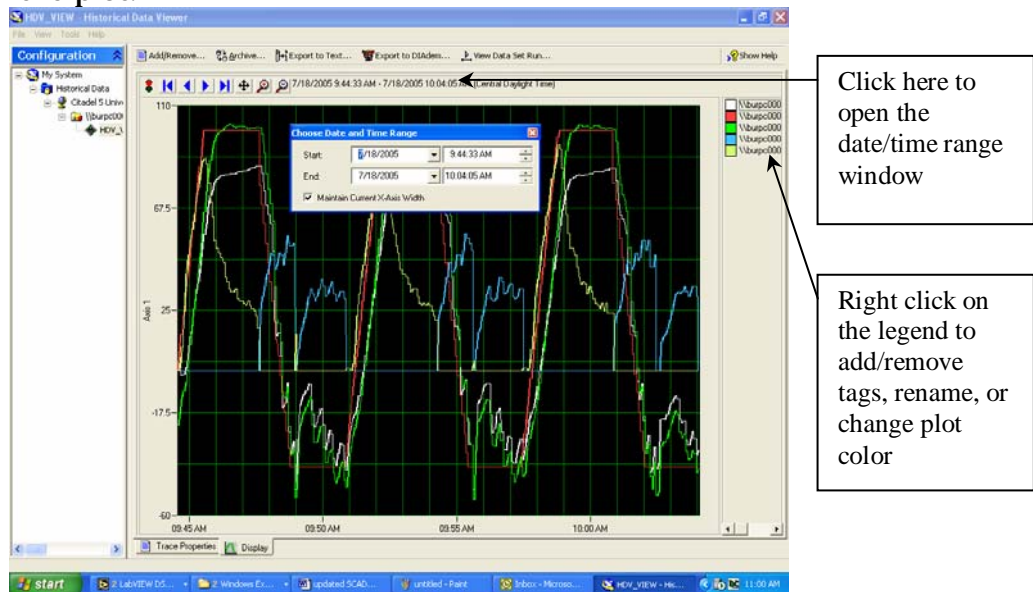 HDV_VIEW - Historical Data Viewer
File View Tools Help
Configuration
Add/Remove... Archive... Export to Text... Export to DIAdem... View Data Set Run... Show Help
My System
Historical Data
Citadel 5 Unive
\\burpc00
HDV_V
7/18/2005 9:44:33 AM - 7/18/2005 10:04:05 AM (Central Daylight Time)
Choose Date and Time Range
Start: 7/18/2005 9:44:33 AM
End: 7/18/2005 10:04:05 AM
Maintain Current X-Axis Width
\\burpc000
\\burpc000
\\burpc000
\\burpc000
\\burpc000
110
67.5
25
-17.5
-60
Axis 1
09:45 AM 09:50 AM 09:55 AM 10:00 AM
Trace Properties Display
start 2 LabVIEW DS... 2 Windows Ex... updated SCAD... untitled - Paint Inbox - Microso... HDV_VIEW - His... 11:00 AM
Click here to
open the
date/time range
window
Right click on
the legend to
add/remove
tags, rename, or
change plot
color